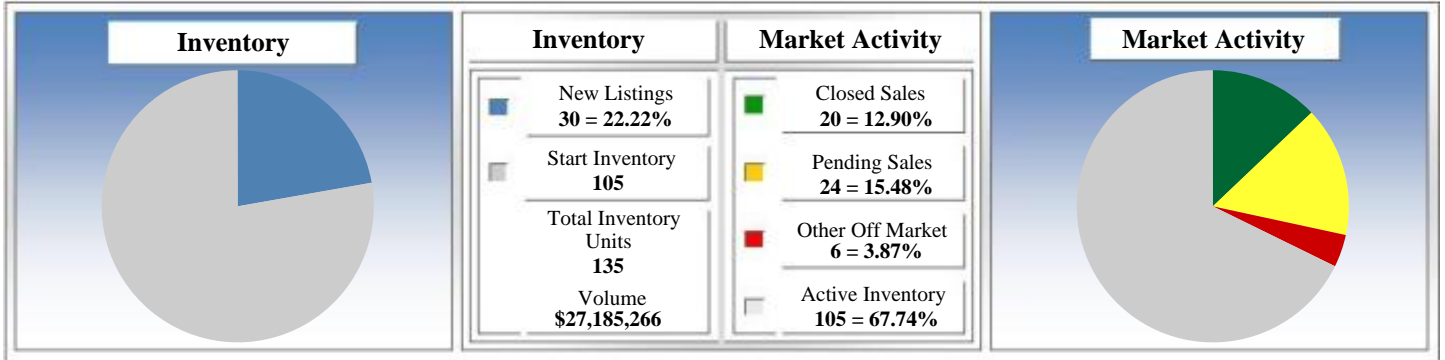 Inventory
Inventory
Market Activity
Market Activity
New Listings
30 = 22.22%
Start Inventory
105
Total Inventory
Units
135
Volume
$27,185,266
Closed Sales
20 = 12.90%
Pending Sales
24 = 15.48%
Other Off Market
6 = 3.87%
Active Inventory
105 = 67.74%